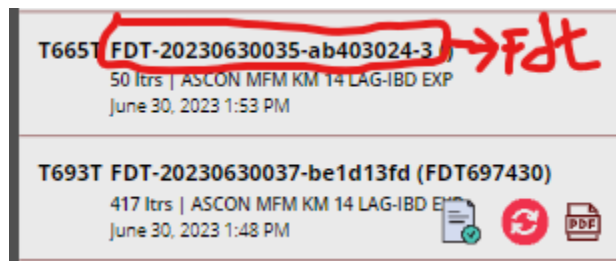 T665T FDT-20230630035-ab403024-3 () Fdt
50 ltrs | ASCON MFM KM 14 LAG-IBD EXP
June 30, 2023 1:53 PM
T693T FDT-20230630037-be1d13fd (FDT697430)
417 ltrs | ASCON MFM KM 14 LAG-IBD
June 30, 2023 1:48 PM
PDF